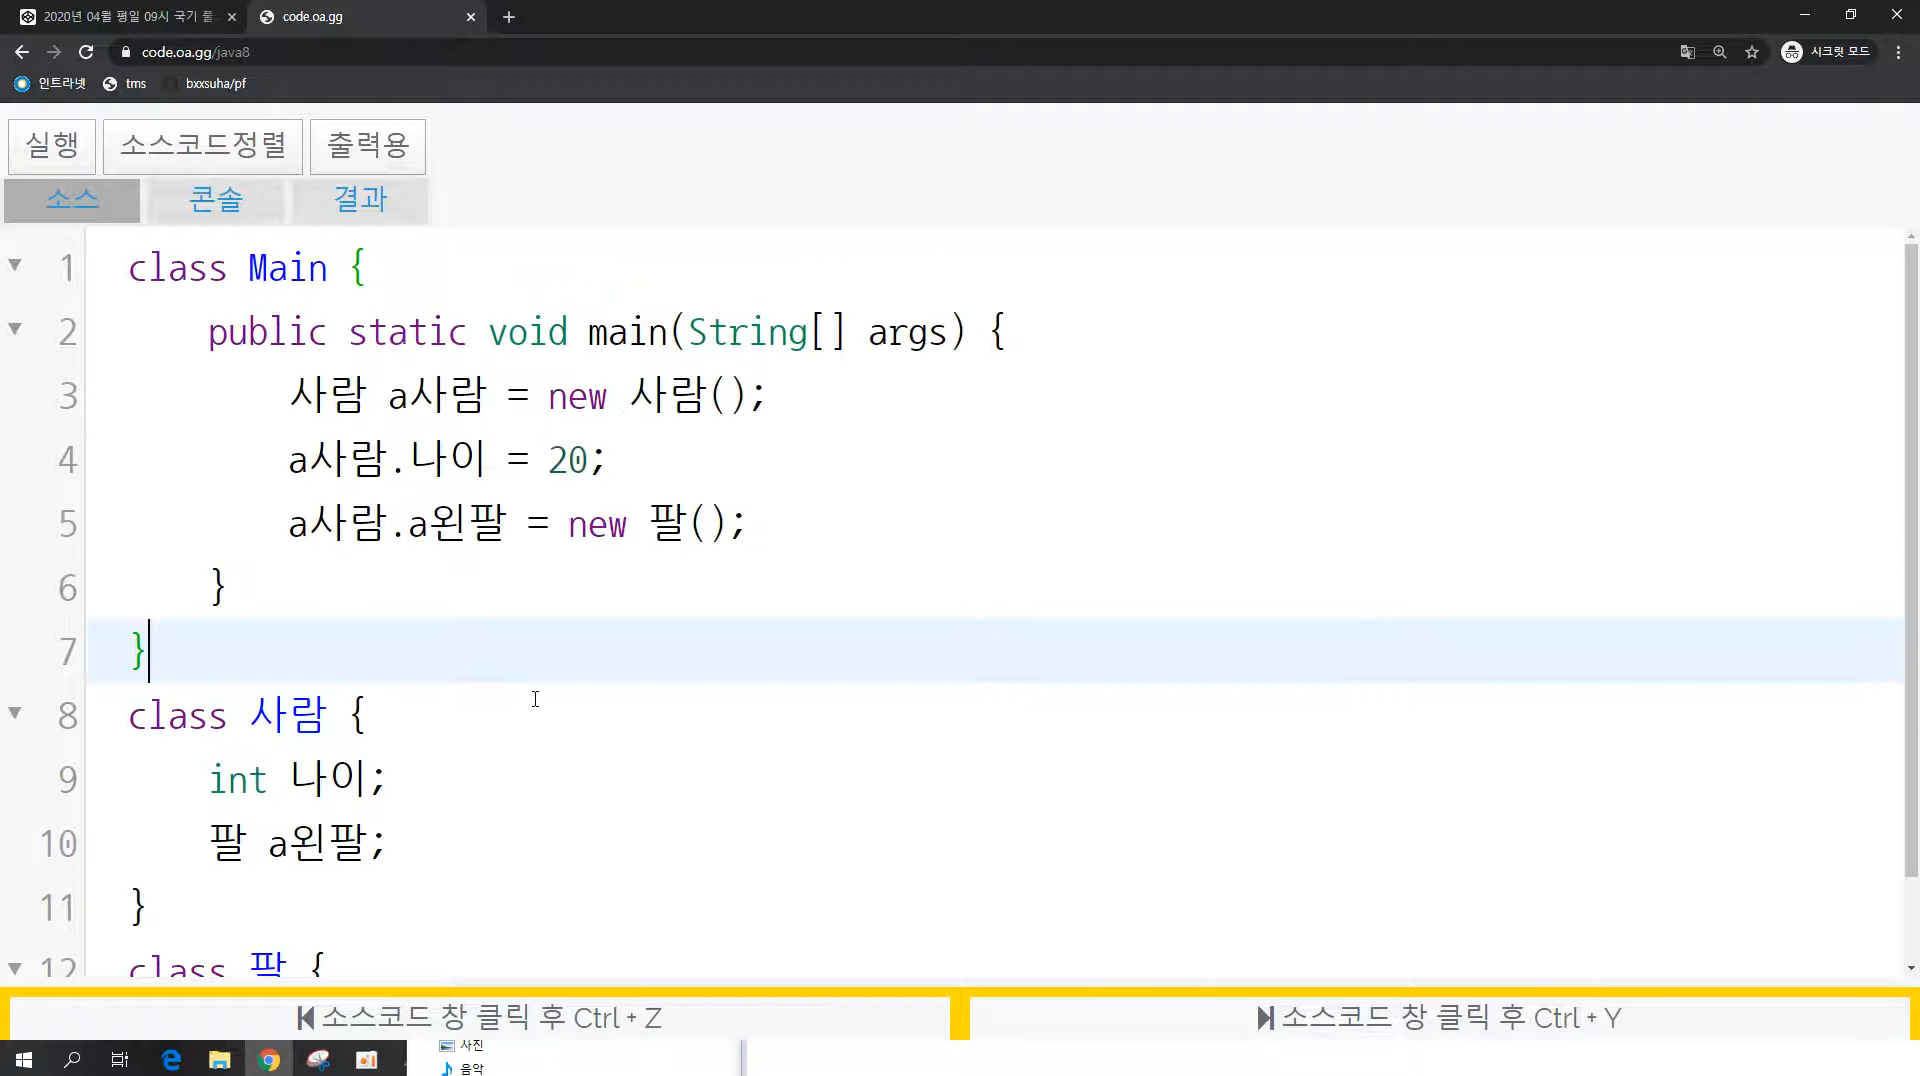 2020년 04월 평일 09시 국기 훌
code.oa.gg
code.oa.gg/java8
시크릿 모드
인트라넷
tms
bxxsuha/pf
실행
소스코드정렬
출력용
소스
콘솔
결과
1 class Main {
2 public static void main(String[] args) {
3 사람 a사람 = new 사람();
4 a사람.나이 = 20;
5 a사람.a왼팔 = new 팔();
6 }
7 }
8 class 사람 {
9 int 나이;
10 팔 a왼팔;
11 }
12 class 팔 {
소스코드 창 클릭 후 Ctrl + Z
소스코드 창 클릭 후 Ctrl + Y
사진
음악